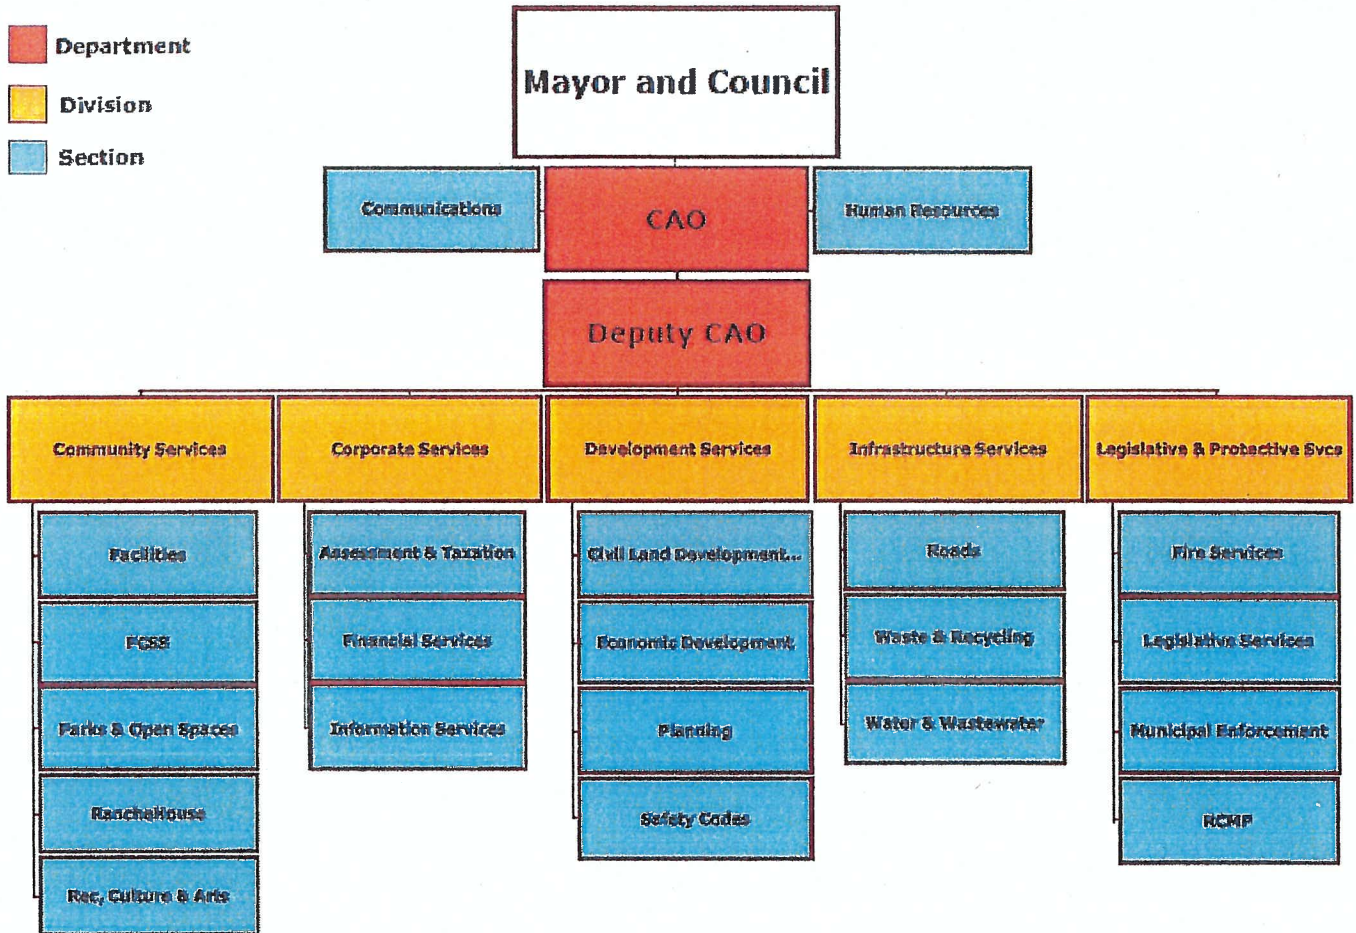 Department
Division
Section
Mayor and Council
Communications
CAO
Human Resources
Deputy CAO
Community Services
Corporate Services
Development Services
Infrastructure Services
Legislative & Protective Svcs
Facilities
FCSS
Parks & Open Spaces
RancheHouse
Rec, Culture & Arts
Assessment & Taxation
Financial Services
Information Services
Civil Land Development...
Economic Development
Planning
Safety Codes
Roads
Waste & Recycling
Water & Wastewater
Fire Services
Legislative Services
Municipal Enforcement
RCMP